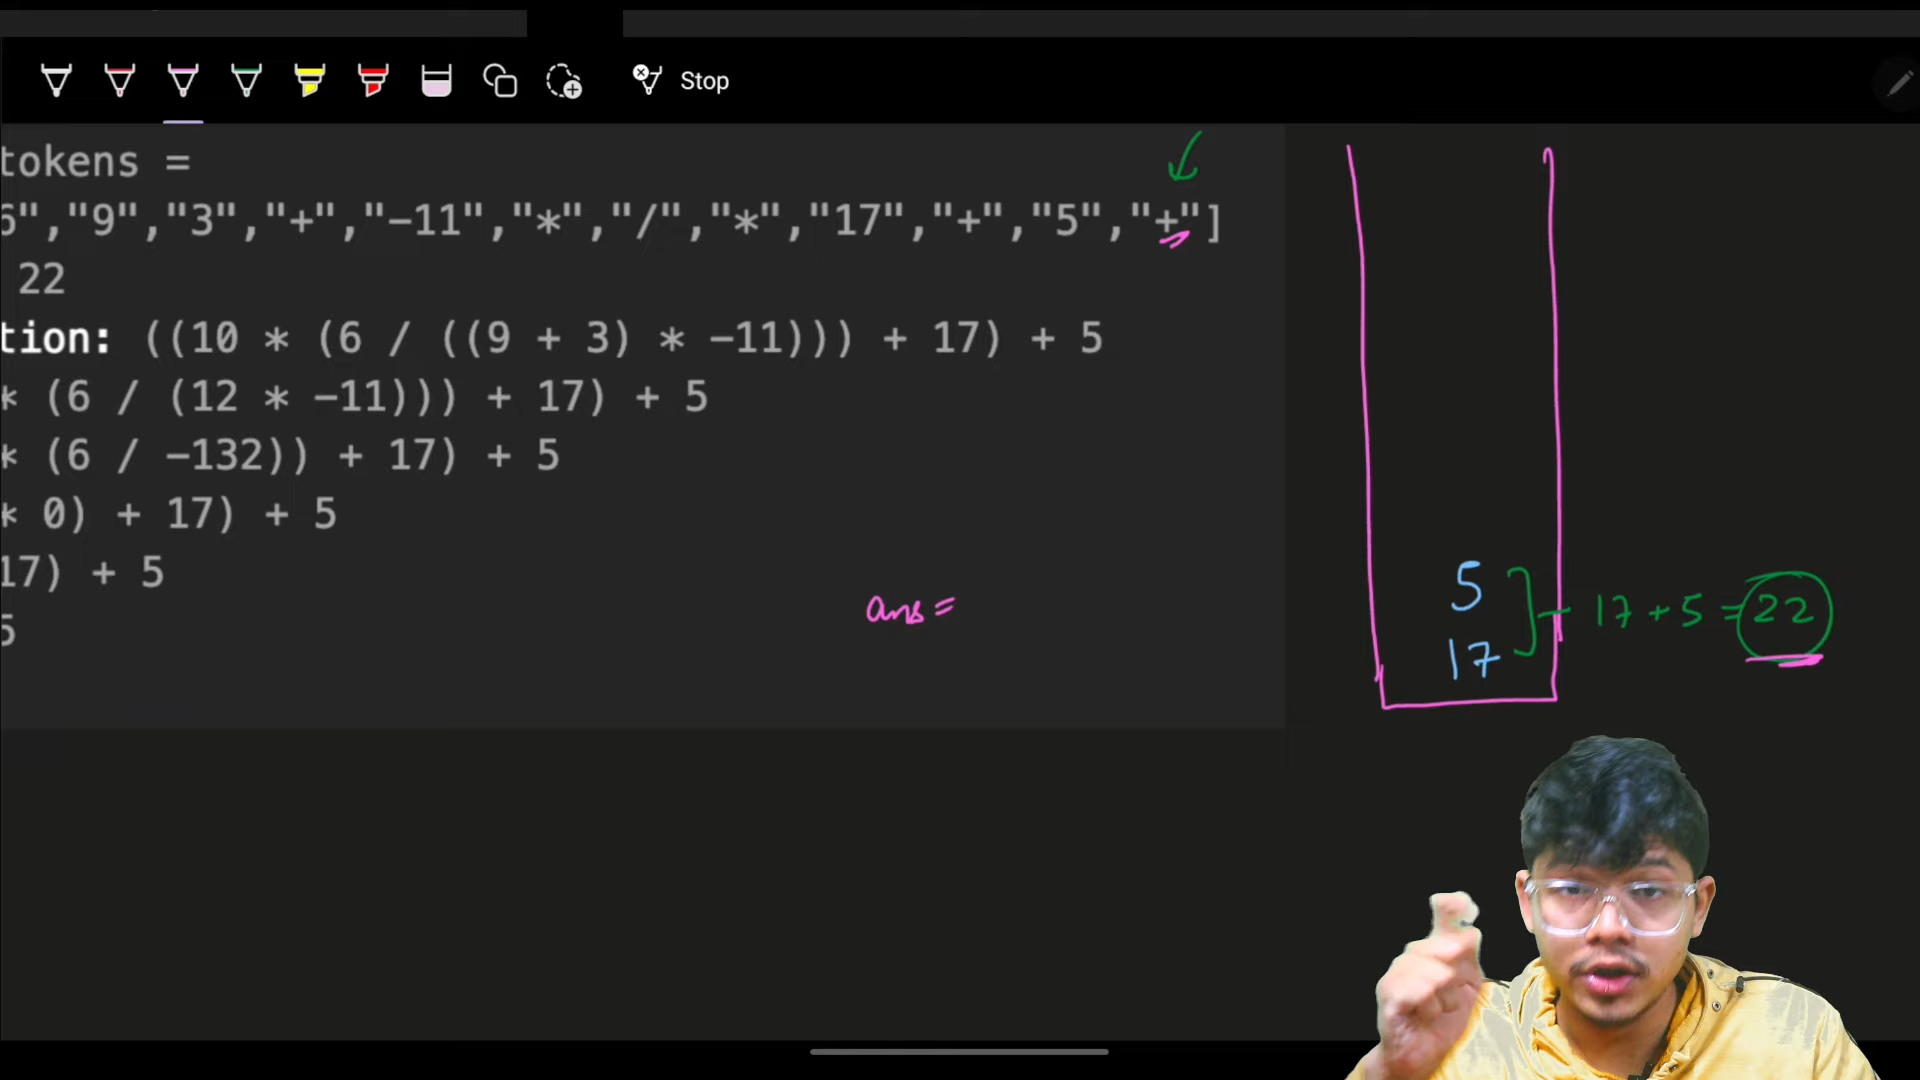 Stop
tokens =
6","9","3","+","-11","*","/","*","17","+","5","+"]
22
tion: ((10 * (6 / ((9 + 3) * -11))) + 17) + 5
* (6 / (12 * -11))) + 17) + 5
* (6 / -132)) + 17) + 5
* 0) + 17) + 5
17) + 5
5
ans =
5
17
17 + 5 = 22